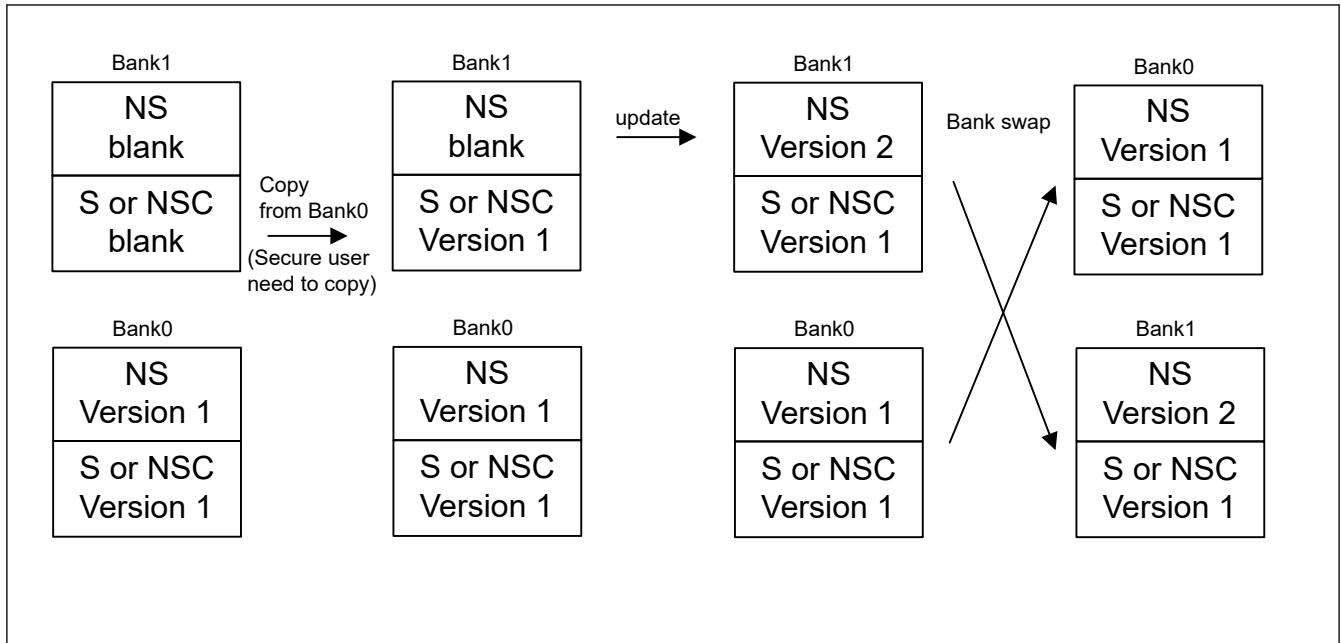 Bank1
NS
blank
S or NSC
blank
Bank0
NS
Version 1
S or NSC
Version 1
Copy
from Bank0
(Secure user
need to copy)
Bank1
NS
blank
S or NSC
Version 1
Bank0
NS
Version 1
S or NSC
Version 1
update
Bank1
NS
Version 2
S or NSC
Version 1
Bank0
NS
Version 1
S or NSC
Version 1
Bank swap
Bank0
NS
Version 1
S or NSC
Version 1
Bank1
NS
Version 2
S or NSC
Version 1